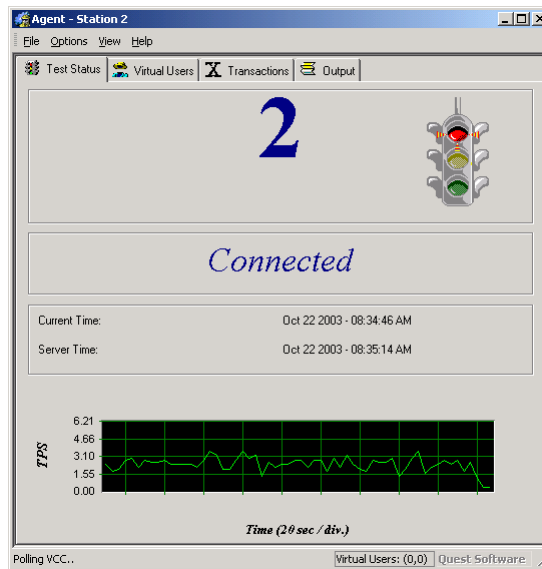 Agent - Station 2
File Options View Help
Test Status Virtual Users Transactions Output
2
Connected
Current Time: Oct 22 2003 - 08:34:46 AM
Server Time: Oct 22 2003 - 08:35:14 AM
TPS
6.21
4.66
3.10
1.55
0.00
Time (20 sec / div.)
Polling VCC.. Virtual Users: (0,0) Quest Software